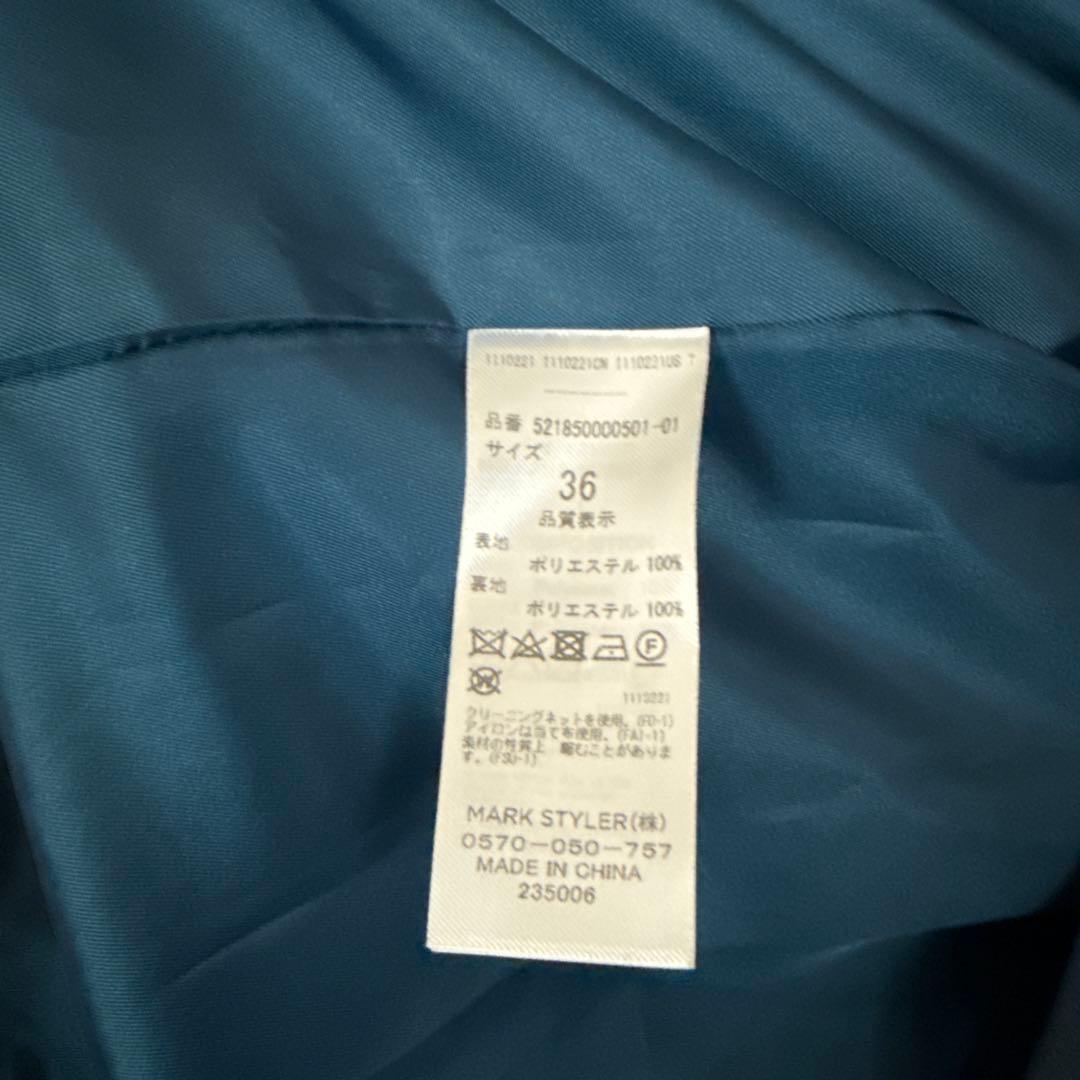 1110221 1110221CN 1110221US T
品番 521850000501-01
サイズ
36
品質表示
表地
ポリエステル 100%
裏地
ポリエステル 100%
F
W
1110221
クリーニングネットを使用。(FD-1)
アイロンは当て布使用。(FAI-1)
素材の性質上 縮むことがありま
す。(FSU-1)
MARK STYLER(株)
0570-050-757
MADE IN CHINA
235006